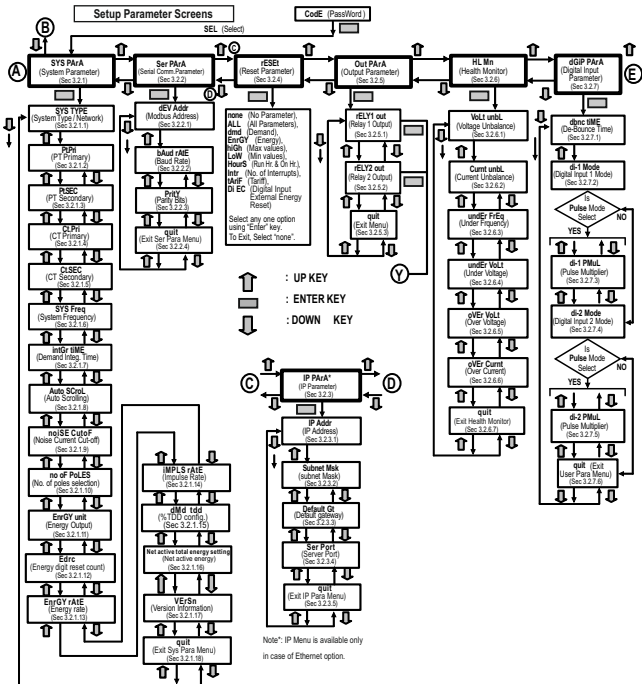 Setup Parameter Screens
CodE (PassWord)
SEL (Select)
B
A
SYS PArA
(System Parameter)
(Sec 3.2.1)
Ser PArA
(Serial Comm.Parameter)
(Sec 3.2.2)
C
D
rESEt
(Reset Parameter)
(Sec 3.2.4)
Out PArA
(Output Parameter)
(Sec 3.2.5)
HL Mn
(Health Monitor)
(Sec 3.2.6)
dGiP PArA
(Digital Input
Parameter)
(Sec 3.2.7)
E
SYS TYPE
(System Type / Network)
(Sec 3.2.1.1)
Pt.Pri
(PT Primary
(Sec 3.2.1.2)
PtSEC
(PT Secondary)
(Sec 3.2.1.3)
Ct.Pri
(CT Primary)
(Sec 3.2.1.4)
Ct.SEC
(CT Secondary)
(Sec 3.2.1.5)
SYS Freq
(System Frequency)
(Sec 3.2.1.6)
intGr tiME
(Demand Integ. Time)
(Sec 3.2.1.7)
Auto SCroL
(Auto Scrolling)
(Sec 3.2.1.8)
noiSE CutoF
(Noise Current Cut-off)
(Sec 3.2.1.9)
no oF PoLES
(No. of poles selection)
(Sec 3.2.1.10)
EnrGY unit
(Energy Output)
(Sec 3.2.1.11)
Edrc
(Energy digit reset count)
(Sec 3.2.1.12)
EnrGY rAtE
(Energy rate)
(Sec 3.2.1.13)
iMPLS rAtE
(Impulse Rate)
(Sec 3.2.1.14)
dMd tdd
(%TDD config.)
(Sec 3.2.1.15)
Net active total energy setting
(Net active energy)
(Sec 3.2.1.16)
VErSn
(Version Information)
(Sec 3.2.1.17)
quit
(Exit Sys Para Menu)
(Sec 3.2.1.18)
dEV Addr
(Modbus Address)
(Sec 3.2.2.1)
bAud rAtE
(Baud Rate)
(Sec 3.2.2.2)
PritY
(Parity Bits)
(Sec 3.2.2.3)
quit
(Exit Ser Para Menu)
(Sec 3.2.2.4)
none (No Parameter),
ALL (All Parameters),
dmd (Demand),
EnrGY (Energy),
hiGh (Max values),
LoW (Min values),
HourS (Run Hr. & On Hr.),
Intr (No. of Interrupts),
tAriF (Tariff),
Di EC (Digital Input
External Energy
Reset)
Select any one option
using "Enter" key.
To Exit, Select "none".
: UP KEY
: ENTER KEY
: DOWN KEY
C
IP PArA*
(IP Parameter)
(Sec 3.2.3)
D
IP Addr
(IP Address)
(Sec 3.2.3.1)
Subnet Msk
(subnet Mask)
(Sec 3.2.3.2)
Default Gt
(Default gateway)
(Sec 3.2.3.3)
Ser Port
(Server Port)
(Sec 3.2.3.4)
quit
(Exit IP Para Menu)
(Sec 3.2.3.5)
Note*: IP Menu is available only
in case of Ethernet option.
rELY1 out
(Relay 1 Output)
(Sec 3.2.5.1)
rELY2 out
(Relay 2 Output)
(Sec 3.2.5.2)
quit
(Exit Menu)
(Sec 3.2.5.3)
Y
VoLt unbL
(Voltage Unbalance)
(Sec 3.2.6.1)
Curnt unbL
(Current Unbalance)
(Sec 3.2.6.2)
undEr FrEq
(Under Frquency)
(Sec 3.2.6.3)
undEr VoLt
(Under Voltage)
(Sec 3.2.6.4)
oVEr VoLt
(Over Voltage)
(Sec 3.2.6.5)
oVEr Curnt
(Over Current)
(Sec 3.2.6.6)
quit
(Exit Health Monitor)
(Sec 3.2.6.7)
dbnc tiME
(De-Bounce Time)
(Sec 3.2.7.1)
di-1 Mode
(Digital Input 1 Mode)
(Sec 3.2.7.2)
Is
Pulse Mode
Select
NO
YES
di-1 PMuL
(Pulse Multiplier)
(Sec 3.2.7.3)
di-2 Mode
(Digital Input 2 Mode)
(Sec 3.2.7.4)
Is
Pulse Mode
Select
NO
YES
di-2 PMuL
(Pulse Multiplier)
(Sec 3.2.7.5)
quit (Exit
User Para Menu)
(Sec 3.2.7.6)